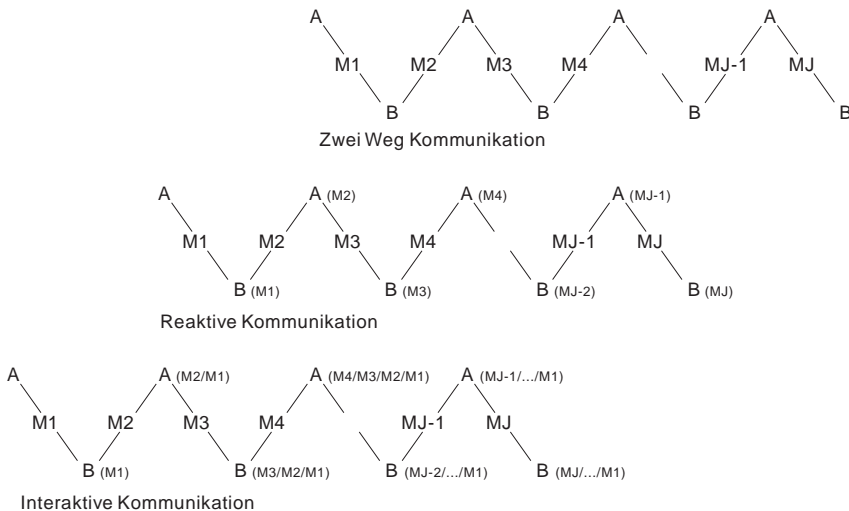 A A A A
M1 M2 M3 M4 MJ-1 MJ
B B B B
Zwei Weg Kommunikation
A A (M2) A (M4) A (MJ-1)
M1 M2 M3 M4 MJ-1 MJ
B (M1) B (M3) B (MJ-2) B (MJ)
Reaktive Kommunikation
A A (M2/M1) A (M4/M3/M2/M1) A (MJ-1/.../M1)
M1 M2 M3 M4 MJ-1 MJ
B (M1) B (M3/M2/M1) B (MJ-2/.../M1) B (MJ/.../M1)
Interaktive Kommunikation